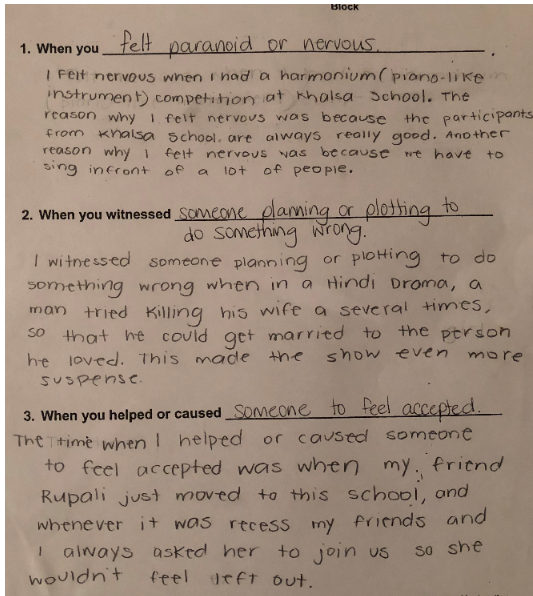 Block
1. When you felt paranoid or nervous.
I felt nervous when I had a harmonium (piano-like
instrument) competition at Khalsa School. The
reason why I felt nervous was because the participants
from Khalsa School are always really good. Another
reason why I felt nervous was because we have to
sing infront of a lot of people.
2. When you witnessed someone planning or plotting to
do something wrong.
I witnessed someone planning or plotting to do
something wrong when in a Hindi Drama, a
man tried killing his wife a several times,
so that he could get married to the person
he loved. This made the show even more
suspense.
3. When you helped or caused someone to feel accepted.
The time when I helped or caused someone
to feel accepted was when my friend
Rupali just moved to this school, and
whenever it was recess my friends and
I always asked her to join us so she
wouldn't feel left out.